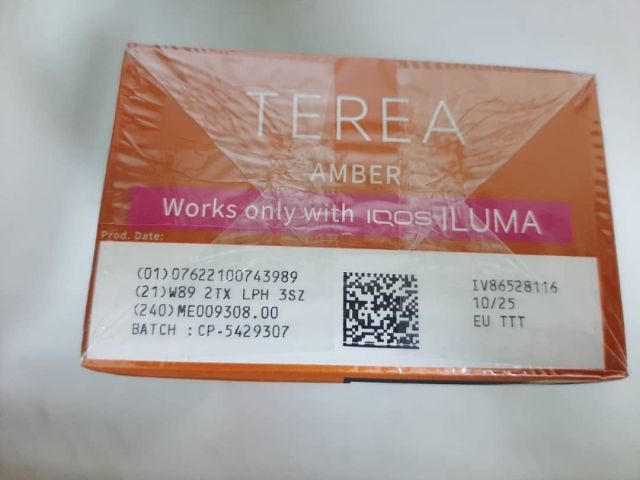 TEREA
AMBER
Works only with IQOS ILUMA
Prod. Date:
(01)07622100743989
(21)W89 2TX LPH 3SZ
(240)ME009308.00
BATCH : CP-5429307
IV86528116
10/25
EU TTT